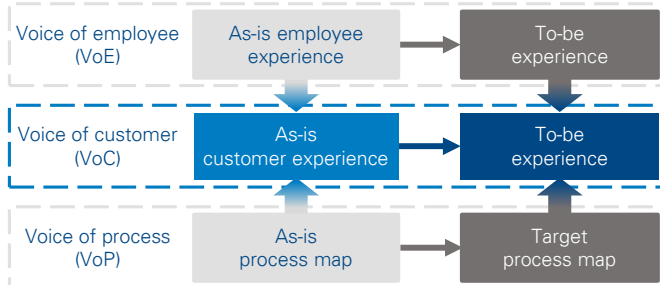 Voice of employee
(VoE)
As-is employee
experience
To-be
experience
Voice of customer
(VoC)
As-is
customer experience
To-be
experience
Voice of process
(VoP)
As-is
process map
Target
process map